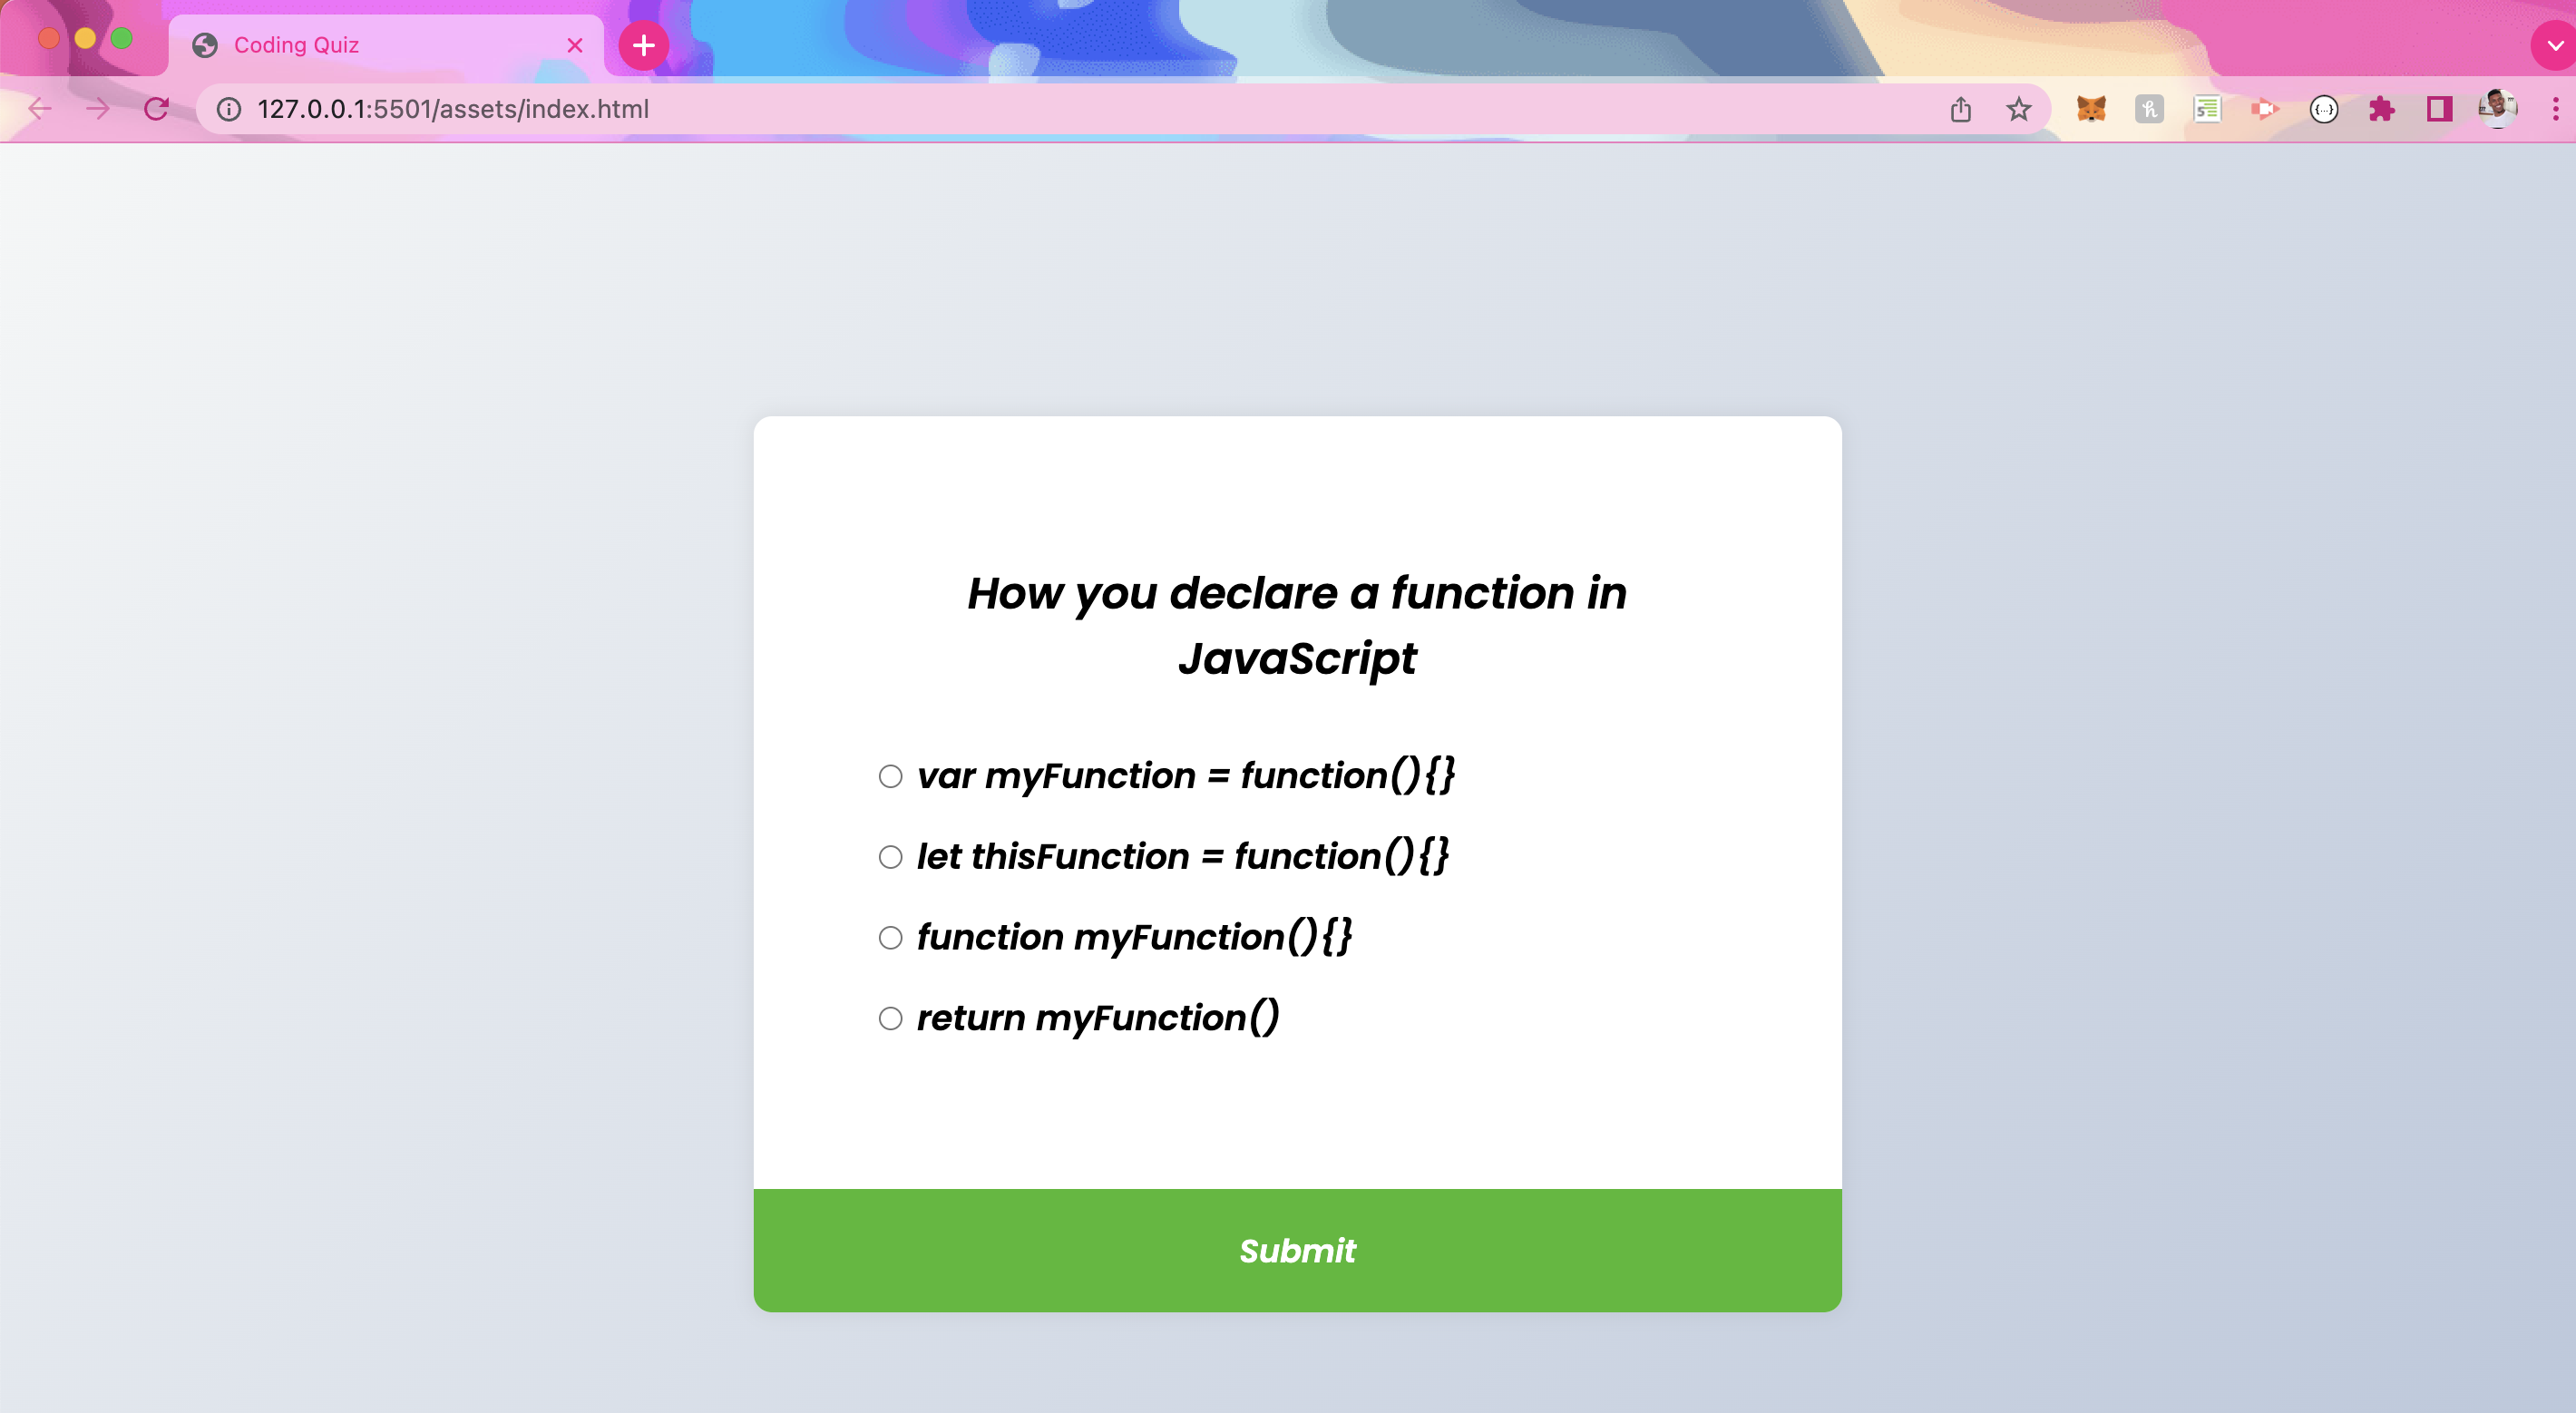 Coding Quiz
127.0.0.1:5501/assets/index.html
How you declare a function in
JavaScript
var myFunction = function(){}
let thisFunction = function(){}
function myFunction(){}
return myFunction()
Submit